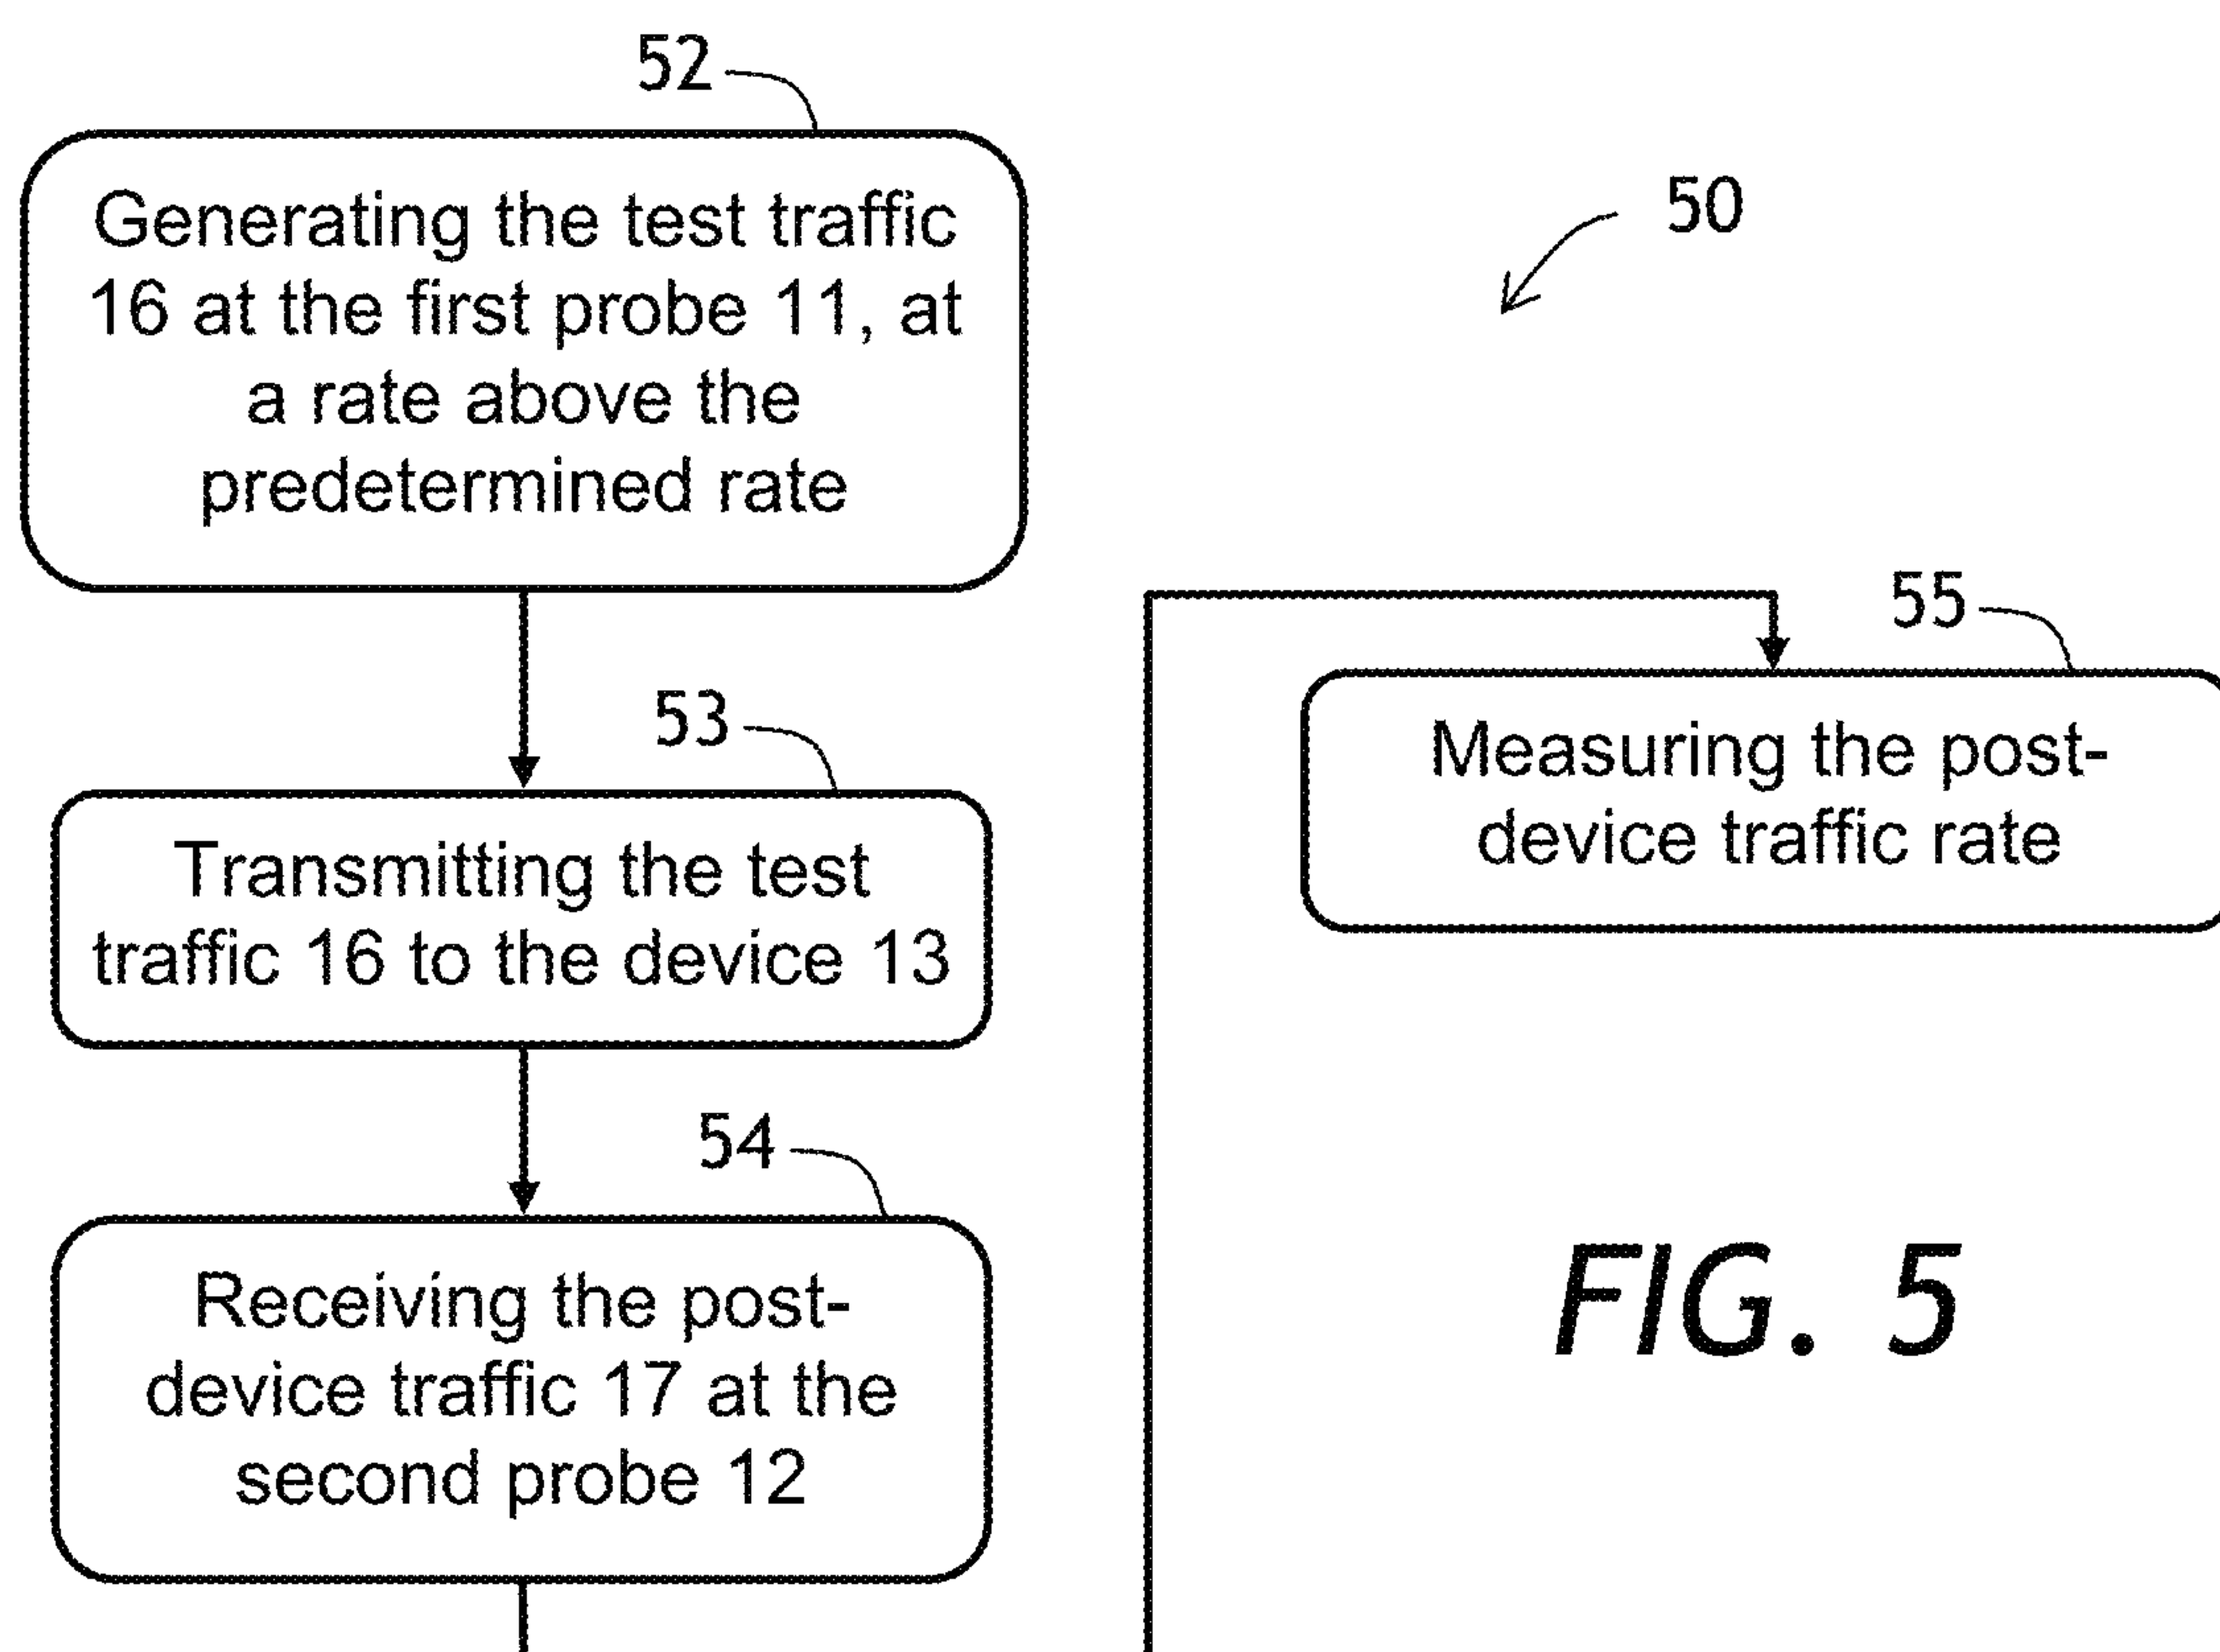 52
Generating the test traffic
16 at the first probe 11, at
a rate above the
predetermined rate
50
53
Transmitting the test
traffic 16 to the device 13
54
Receiving the post-
device traffic 17 at the
second probe 12
55
Measuring the post-
device traffic rate
FIG. 5